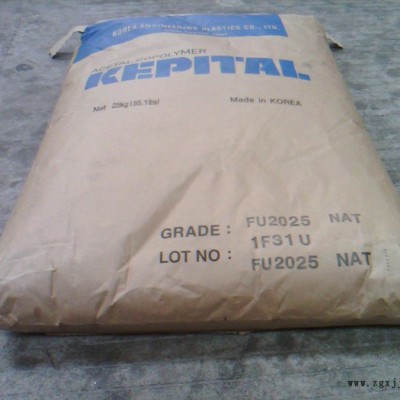 KOREA ENGINEERING PLASTICS CO., LTD.
ACETAL COPOLYMER
KEPITAL
Net 25kg (55.1lbs)
Made in KOREA
GRADE : FU2025 NAT
1F31U
LOT NO : FU2025 NAT
www.zgxjj